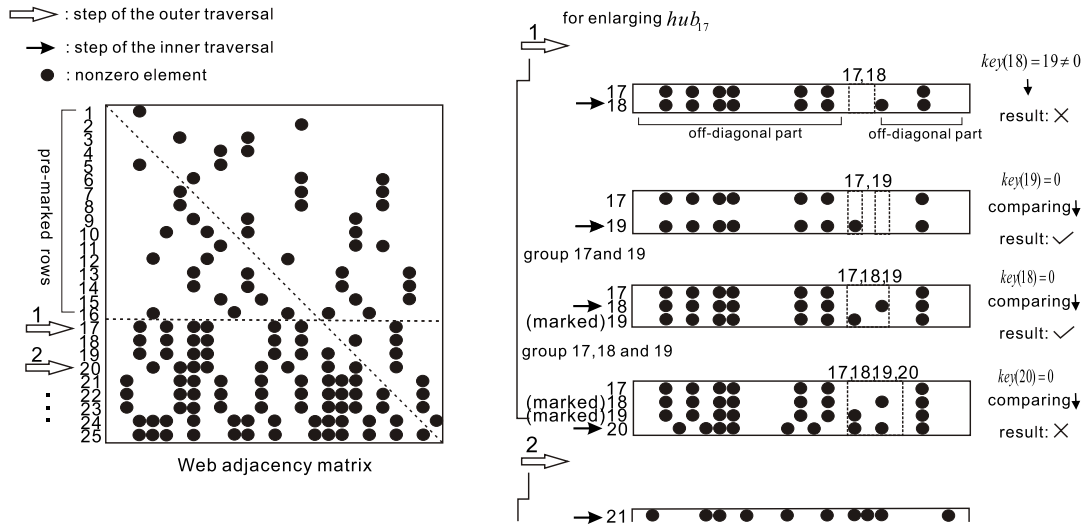 : step of the outer traversal
: step of the inner traversal
: nonzero element
pre-marked rows
1
2
3
4
5
6
7
8
9
10
11
12
13
14
15
16
1
17
18
19
2
20
21
22
23
24
25
Web adjacency matrix
for enlarging hub17
1
17,18
17
18
off-diagonal part
off-diagonal part
key(18)=19≠0
result: ×
17,19
17
19
key(19)=0
comparing
result: ✓
group 17and 19
17,18,19
17
18
(marked)19
key(18)=0
comparing
result: ✓
group 17,18 and 19
17,18,19,20
17
(marked)18
(marked)19
20
key(20)=0
comparing
result: ×
2
21